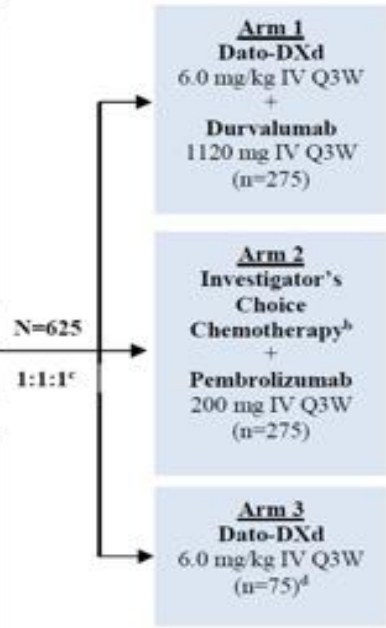 Arm 1
Dato-DXd
6.0 mg/kg IV Q3W
+
Durvalumab
1120 mg IV Q3W
(n=275)
N=625
1:1:1ᶜ
Arm 2
Investigator's
Choice
Chemotherapyᵇ
+
Pembrolizumab
200 mg IV Q3W
(n=275)
Arm 3
Dato-DXd
6.0 mg/kg IV Q3W
(n=75)ᵈ